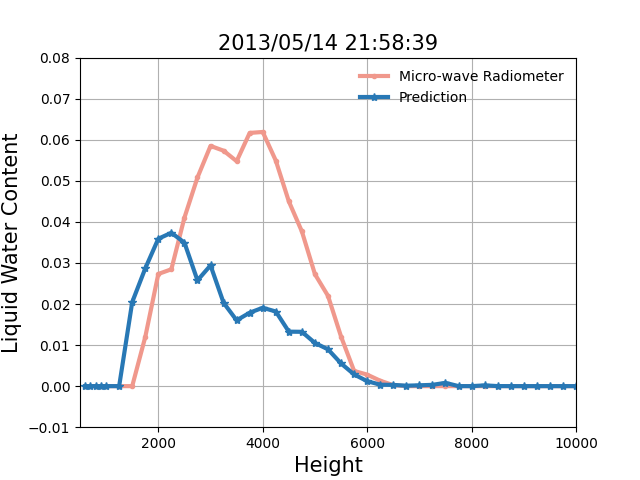 2013/05/14 21:58:39
Micro-wave Radiometer
Prediction
Liquid Water Content
0.08
0.07
0.06
0.05
0.04
0.03
0.02
0.01
0.00
−0.01
2000 4000 6000 8000 10000
Height